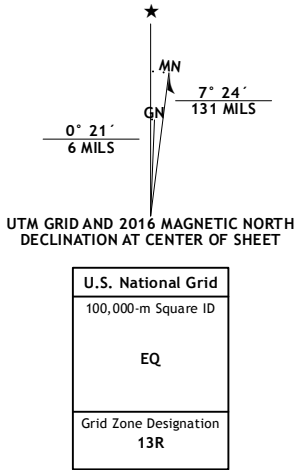 ★
MN
7° 24´
131 MILS
GN
0° 21´
6 MILS
UTM GRID AND 2016 MAGNETIC NORTH
DECLINATION AT CENTER OF SHEET
U.S. National Grid
100,000-m Square ID
EQ
Grid Zone Designation
13R